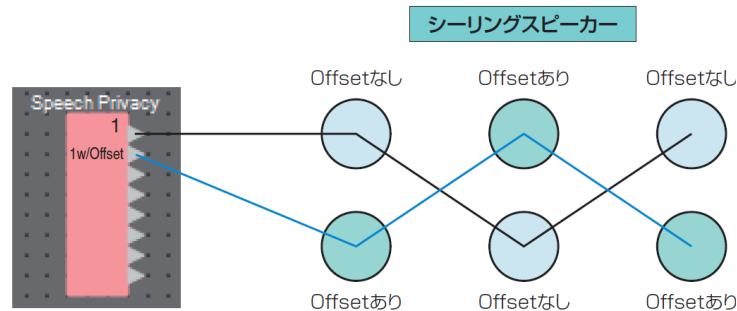 シーリングスピーカー
Offsetなし
Offsetあり
Offsetなし
Speech Privacy
1
1w/Offset
Offsetあり
Offsetなし
Offsetあり